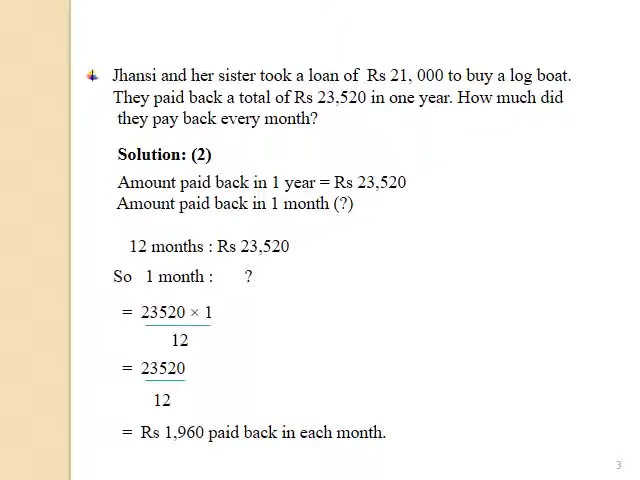 Jhansi and her sister took a loan of Rs 21, 000 to buy a log boat.
They paid back a total of Rs 23,520 in one year. How much did
they pay back every month?
Solution: (2)
Amount paid back in 1 year = Rs 23,520
Amount paid back in 1 month (?)
12 months : Rs 23,520
So 1 month : ?
= 23520 × 1
12
= 23520
12
= Rs 1,960 paid back in each month.
3